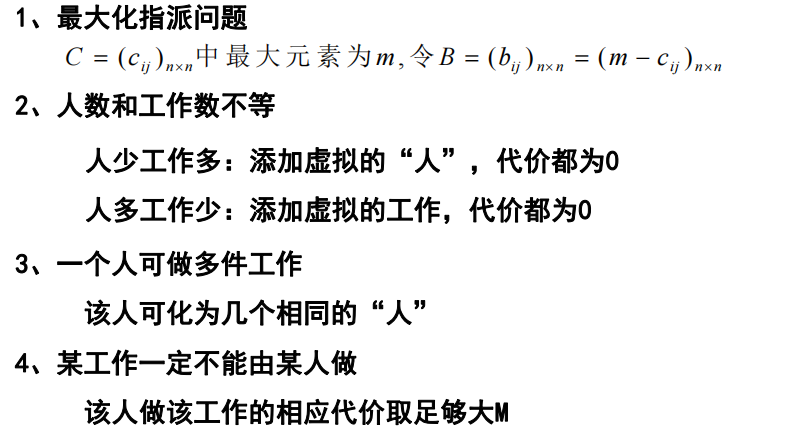 1、最大化指派问题
C = (c_{ij})_{n×n}中最大元素为m,令B = (b_{ij})_{n×n} = (m − c_{ij})_{n×n}
2、人数和工作数不等
人少工作多：添加虚拟的“人”，代价都为0
人多工作少：添加虚拟的工作，代价都为0
3、一个人可做多件工作
该人可化为几个相同的“人”
4、某工作一定不能由某人做
该人做该工作的相应代价取足够大M